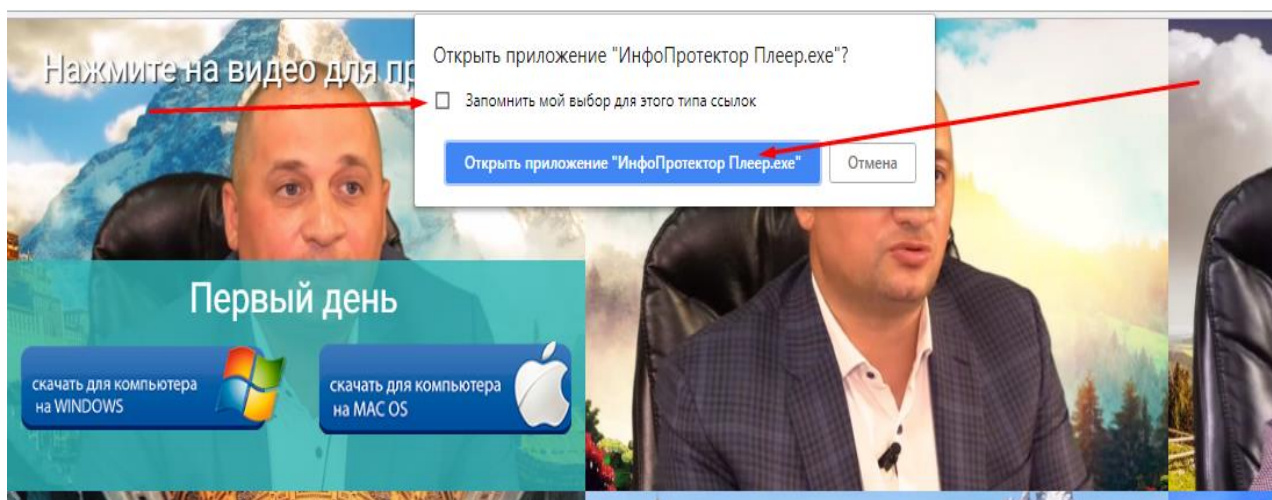 Нажмите на видео для пр
Открыть приложение "ИнфоПротектор Плеер.exe"?
Запомнить мой выбор для этого типа ссылок
Открыть приложение "ИнфоПротектор Плеер.exe"
Отмена
Первый день
скачать для компьютера
на WINDOWS
скачать для компьютера
на MAC OS